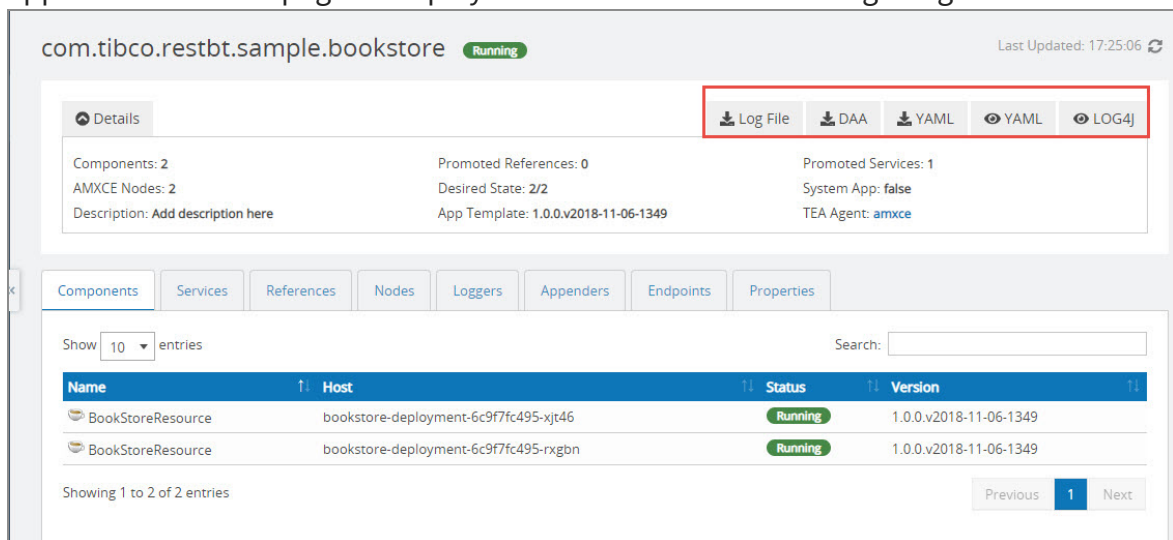 com.tibco.restbt.sample.bookstore Running Last Updated: 17:25:06
Details Log File DAA YAML YAML LOG4J
Components: 2 Promoted References: 0 Promoted Services: 1
AMXCE Nodes: 2 Desired State: 2/2 System App: false
Description: Add description here App Template: 1.0.0.v2018-11-06-1349 TEA Agent: amxce
Components Services References Nodes Loggers Appenders Endpoints Properties
Show 10 entries Search:
Name Host Status Version
BookStoreResource bookstore-deployment-6c9f7fc495-xjt46 Running 1.0.0.v2018-11-06-1349
BookStoreResource bookstore-deployment-6c9f7fc495-rxgbn Running 1.0.0.v2018-11-06-1349
Showing 1 to 2 of 2 entries Previous 1 Next